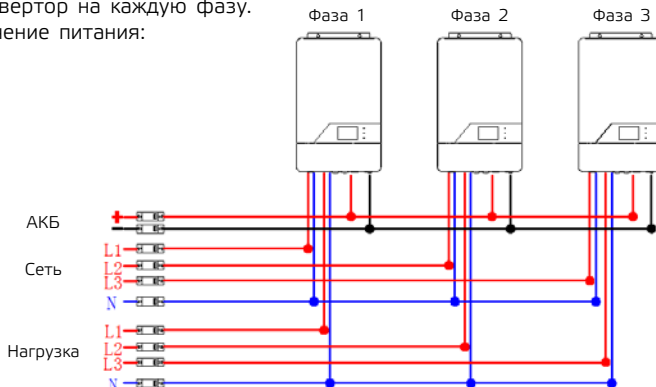 вертор на каждую фазу.
ение питания:
Фаза 1
Фаза 2
Фаза 3
АКБ
+
−
Сеть
L1
L2
L3
N
Нагрузка
L1
L2
L3
N